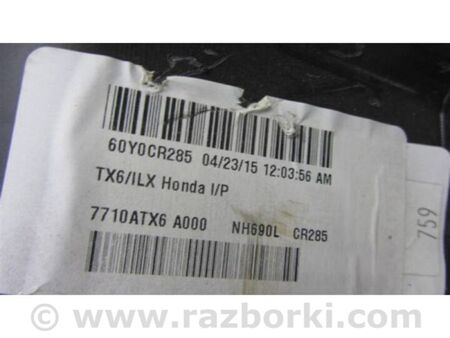 60Y0CR285 04/23/15 12:03:56 AM
TX6/ILX Honda I/P
7710ATX6 A000 NH690L CR285
759
© www.razborki.com